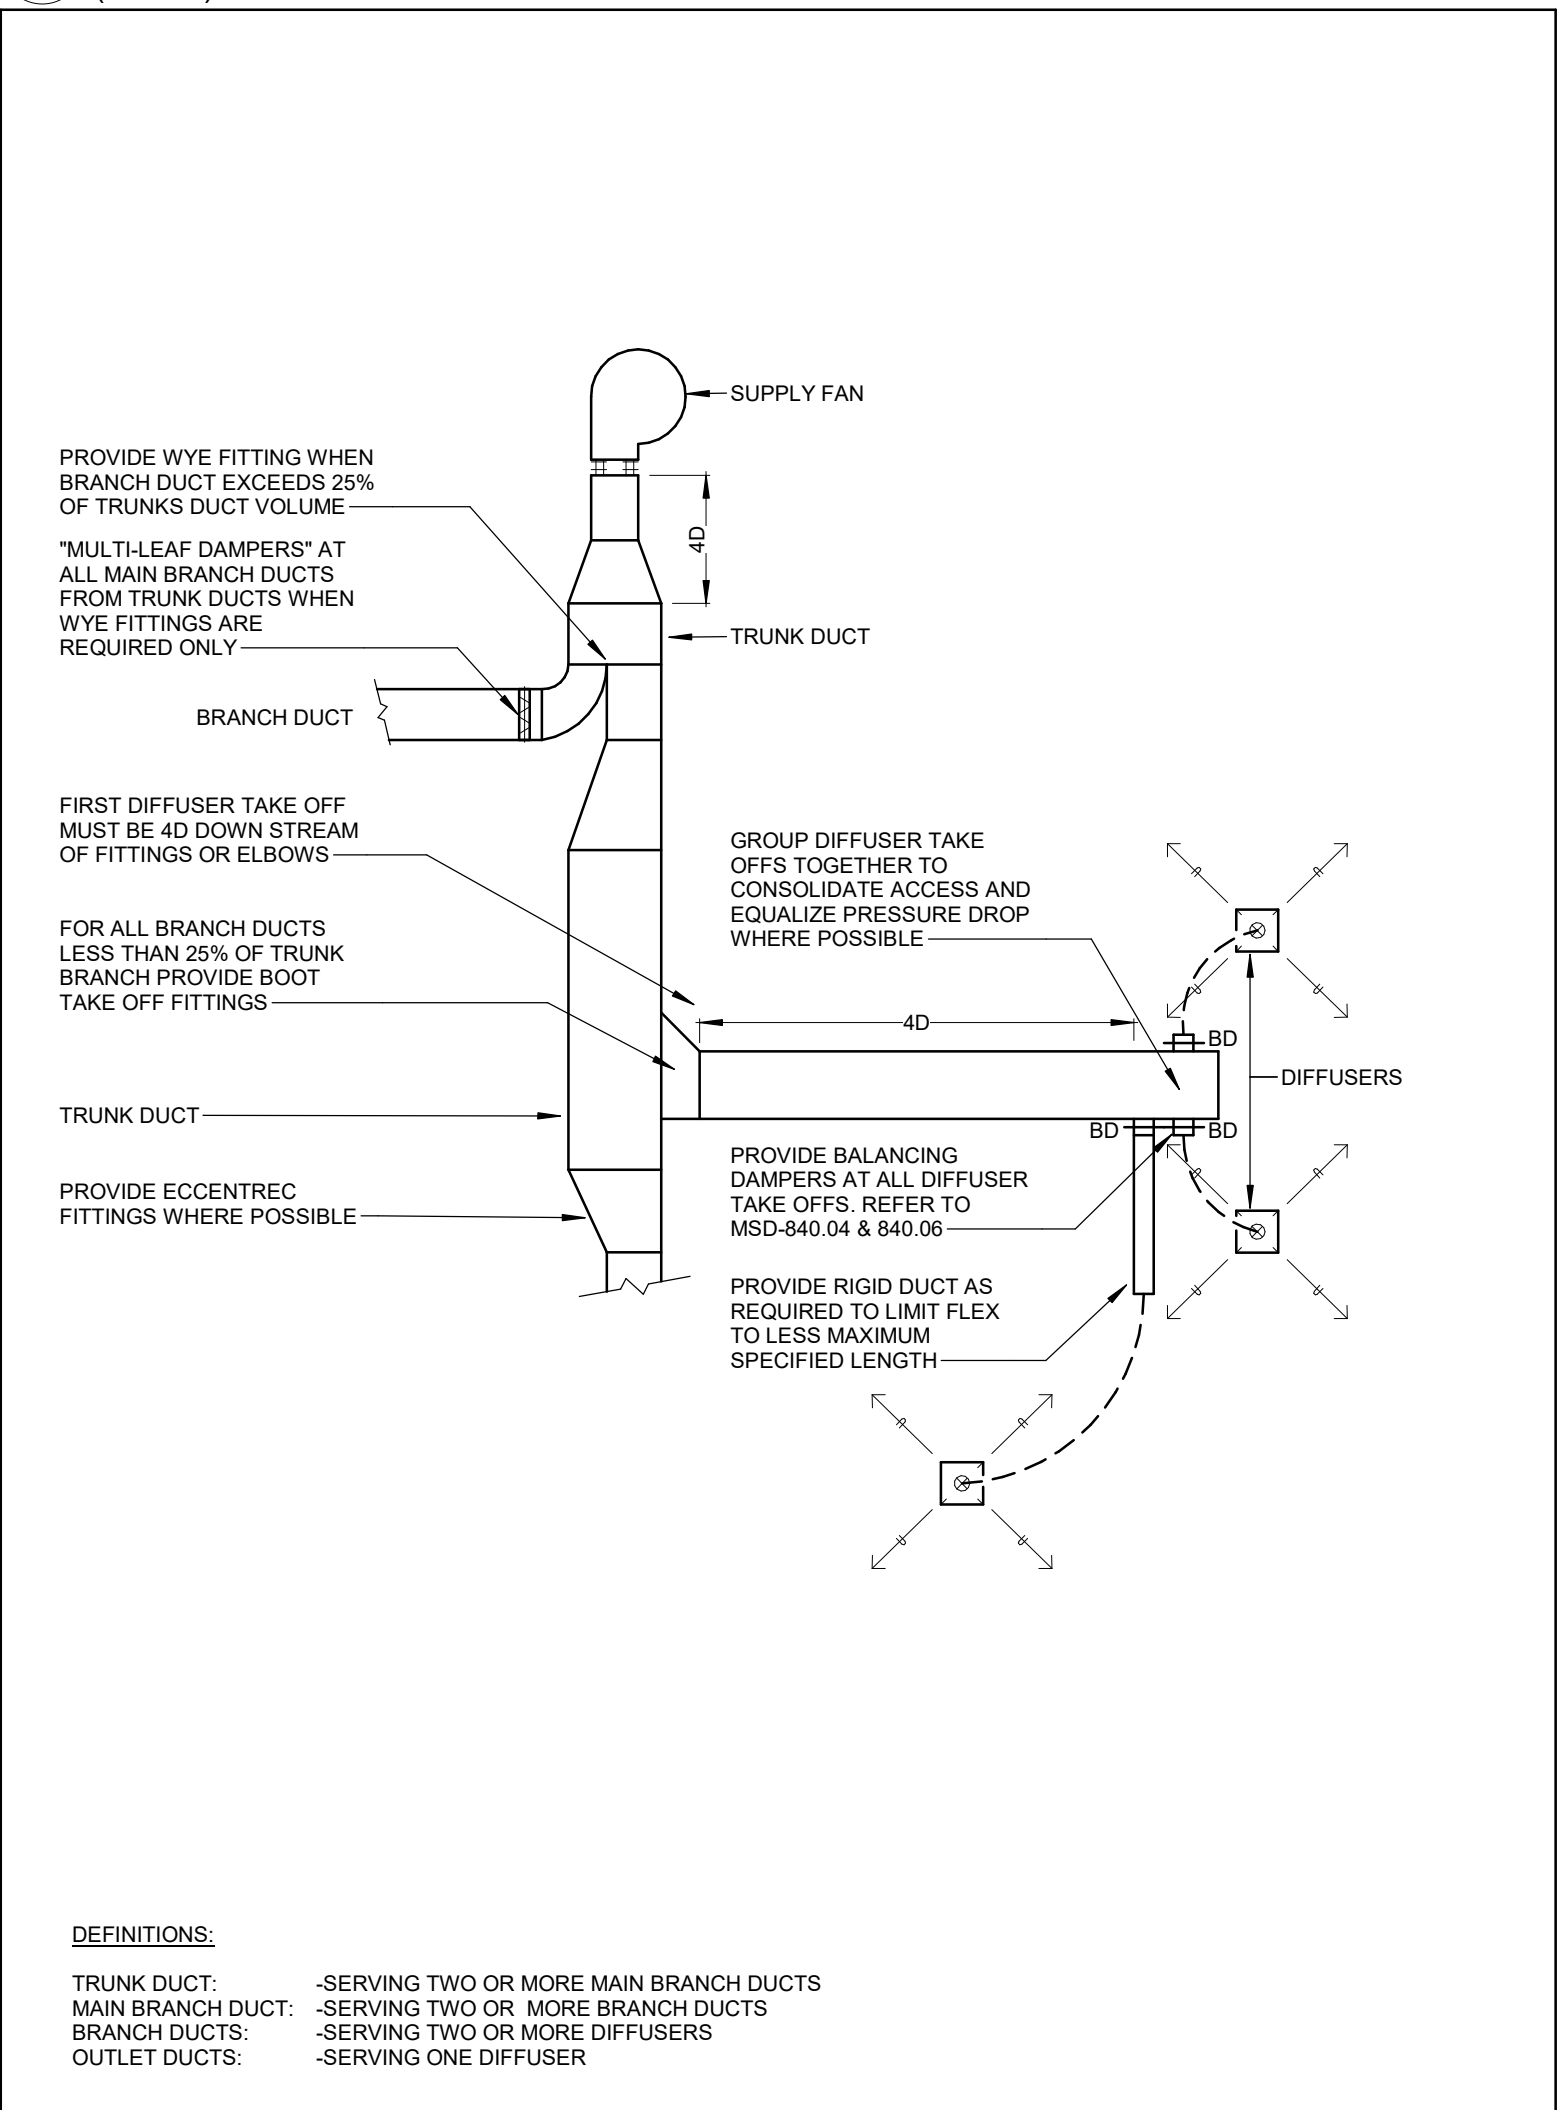 SUPPLY FAN
PROVIDE WYE FITTING WHEN
BRANCH DUCT EXCEEDS 25%
OF TRUNKS DUCT VOLUME
4D
"MULTI-LEAF DAMPERS" AT
ALL MAIN BRANCH DUCTS
FROM TRUNK DUCTS WHEN
WYE FITTINGS ARE
REQUIRED ONLY
TRUNK DUCT
BRANCH DUCT
FIRST DIFFUSER TAKE OFF
MUST BE 4D DOWN STREAM
OF FITTINGS OR ELBOWS
GROUP DIFFUSER TAKE
OFFS TOGETHER TO
CONSOLIDATE ACCESS AND
EQUALIZE PRESSURE DROP
WHERE POSSIBLE
FOR ALL BRANCH DUCTS
LESS THAN 25% OF TRUNK
BRANCH PROVIDE BOOT
TAKE OFF FITTINGS
4D
BD
DIFFUSERS
TRUNK DUCT
BD
BD
PROVIDE BALANCING
DAMPERS AT ALL DIFFUSER
TAKE OFFS. REFER TO
MSD-840.04 & 840.06
PROVIDE ECCENTREC
FITTINGS WHERE POSSIBLE
PROVIDE RIGID DUCT AS
REQUIRED TO LIMIT FLEX
TO LESS MAXIMUM
SPECIFIED LENGTH
DEFINITIONS:
TRUNK DUCT: -SERVING TWO OR MORE MAIN BRANCH DUCTS
MAIN BRANCH DUCT: -SERVING TWO OR MORE BRANCH DUCTS
BRANCH DUCTS: -SERVING TWO OR MORE DIFFUSERS
OUTLET DUCTS: -SERVING ONE DIFFUSER